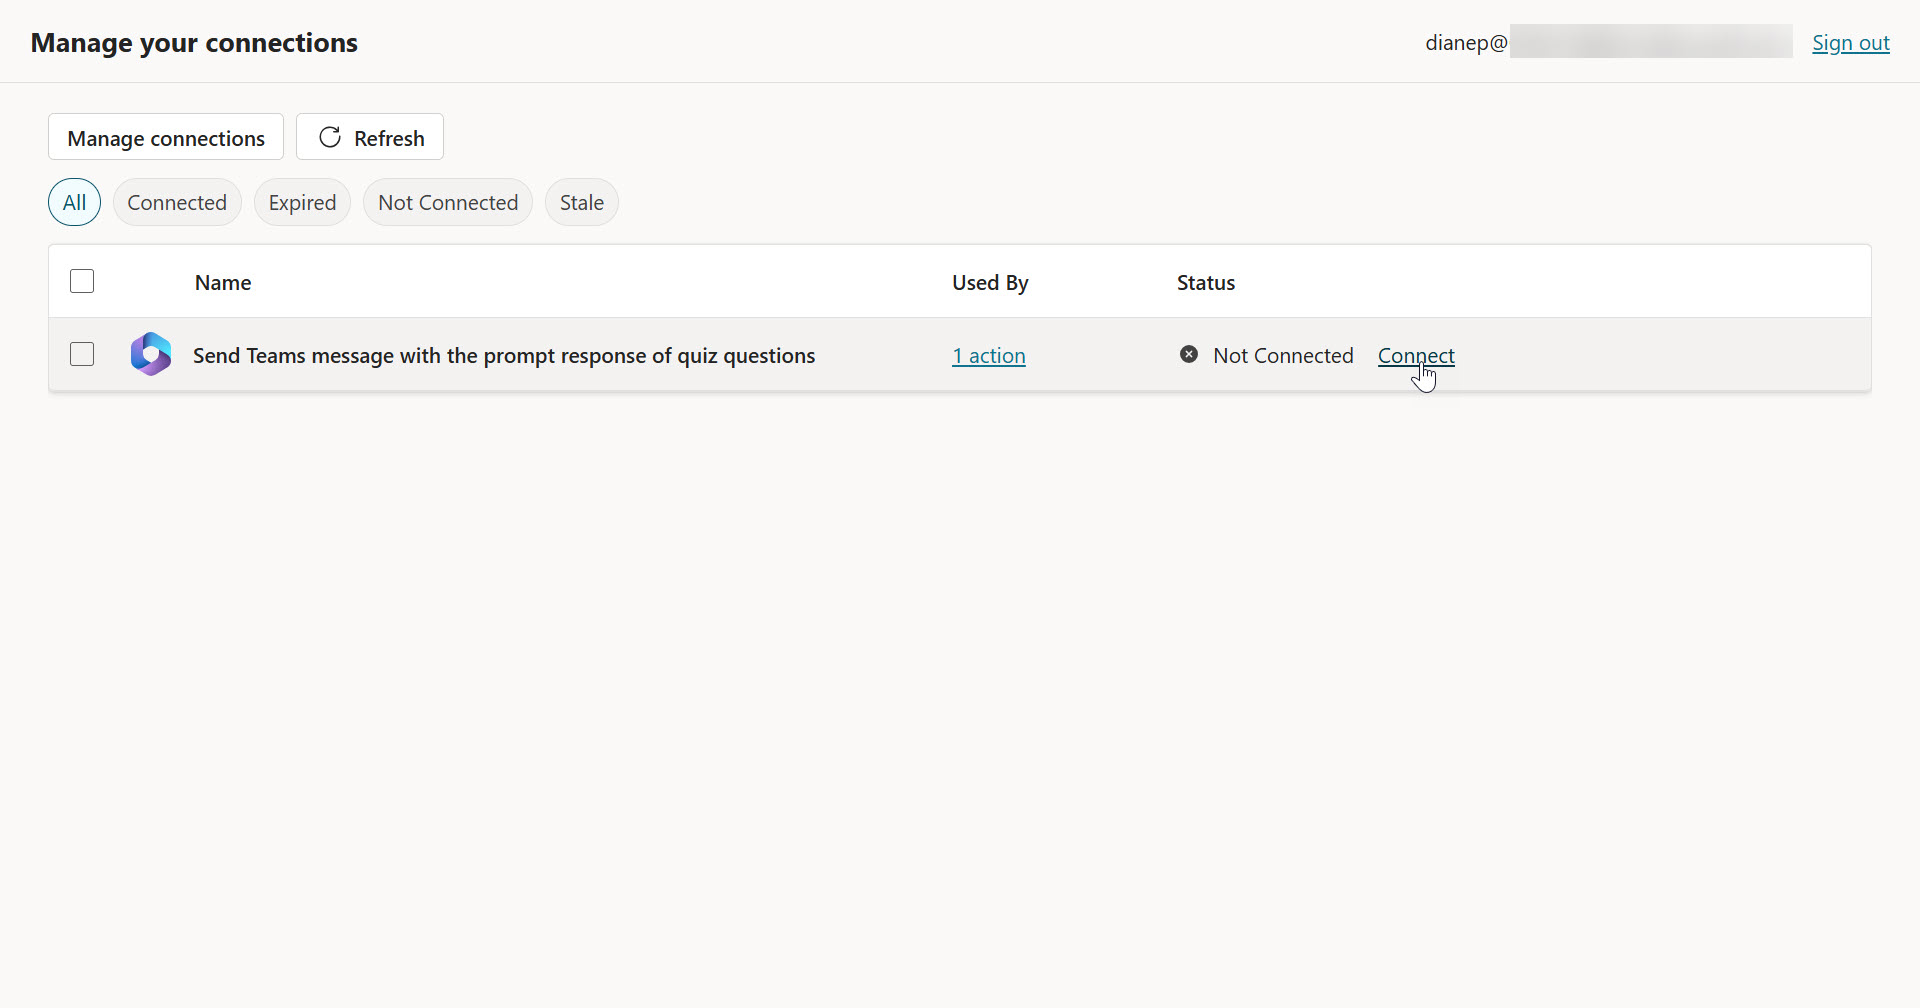 Manage your connections
dianep@
Sign out
Manage connections
Refresh
All
Connected
Expired
Not Connected
Stale
Name
Used By
Status
Send Teams message with the prompt response of quiz questions
1 action
Not Connected
Connect